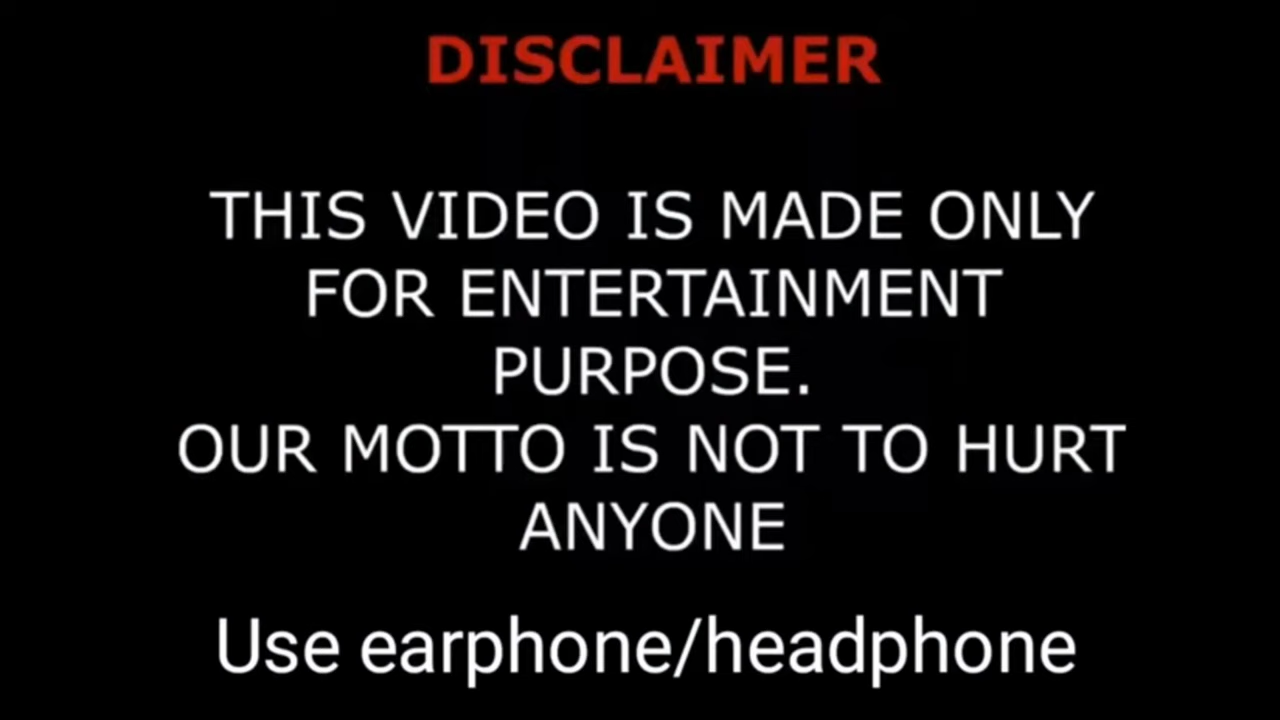 DISCLAIMER
THIS VIDEO IS MADE ONLY
FOR ENTERTAINMENT
PURPOSE.
OUR MOTTO IS NOT TO HURT
ANYONE
Use earphone/headphone